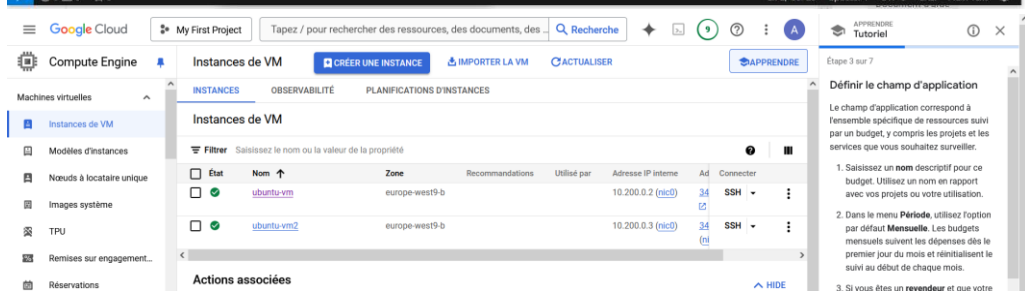 Google Cloud
My First Project
Tapez / pour rechercher des ressources, des documents, des ...
Recherche
9
A
APPRENDRE
Tutoriel
Compute Engine
Instances de VM
CRÉER UNE INSTANCE
IMPORTER LA VM
ACTUALISER
APPRENDRE
Étape 3 sur 7
Machines virtuelles
INSTANCES
OBSERVABILITÉ
PLANIFICATIONS D'INSTANCES
Définir le champ d'application
Instances de VM
Instances de VM
Le champ d'application correspond à
l'ensemble spécifique de ressources suivi
par un budget, y compris les projets et les
services que vous souhaitez surveiller.
Modèles d'instances
Filtrer Saisissez le nom ou la valeur de la propriété
Nœuds à locataire unique
État Nom Zone Recommandations Utilisé par Adresse IP interne Ad Connecter
1. Saisissez un nom descriptif pour ce
budget. Utilisez un nom en rapport
avec vos projets ou votre utilisation.
Images système
ubuntu-vm europe-west9-b 10.200.0.2 (nic0) 34 SSH
TPU
ubuntu-vm2 europe-west9-b 10.200.0.3 (nic0) 34 SSH
(ni
2. Dans le menu Période, utilisez l'option
par défaut Mensuelle. Les budgets
mensuels suivent les dépenses dès le
premier jour du mois et réinitialisent le
suivi au début de chaque mois.
Remises sur engagement...
Réservations
Actions associées
HIDE
3. Si vous êtes un revendeur et que votre